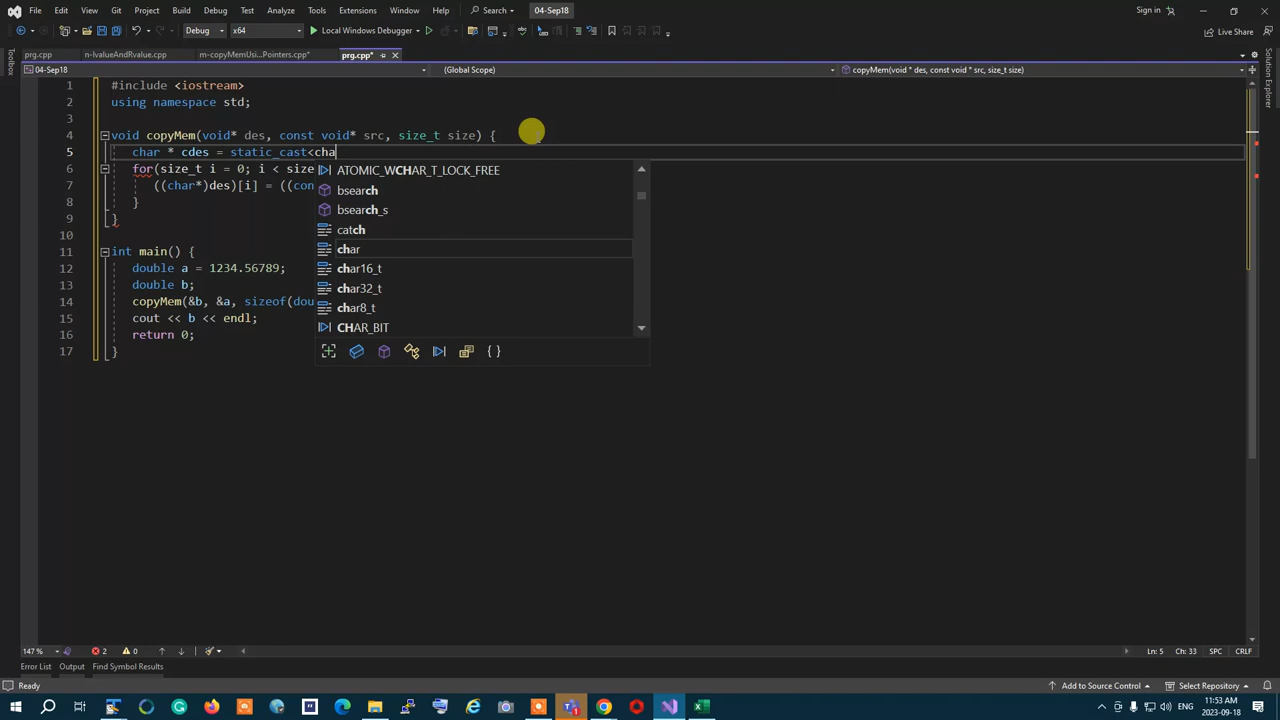 File Edit View Git Project Build Debug Test Analyze Tools Extensions Window Help Search 04-Sep18 Sign in
Debug x64 Local Windows Debugger Live Share
prg.cpp n-lvalueAndRvalue.cpp m-copyMemUsi...Pointers.cpp* prg.cpp*
04-Sep18 (Global Scope) copyMem(void * des, const void * src, size_t size)
Toolbox
Solution Explorer
1 #include <iostream>
2 using namespace std;
3
4 void copyMem(void* des, const void* src, size_t size) {
5 char * cdes = static_cast<cha
6 for(size_t i = 0; i < size
7 ((char*)des)[i] = ((con
8 }
9 }
10
11 int main() {
12 double a = 1234.56789;
13 double b;
14 copyMem(&b, &a, sizeof(dou
15 cout << b << endl;
16 return 0;
17 }
ATOMIC_WCHAR_T_LOCK_FREE
bsearch
bsearch_s
catch
char
char16_t
char32_t
char8_t
CHAR_BIT
147 % 2 0 Ln: 5 Ch: 33 SPC CRLF
Error List Output Find Symbol Results
Ready Add to Source Control Select Repository
ENG 11:53 AM
2023-09-18